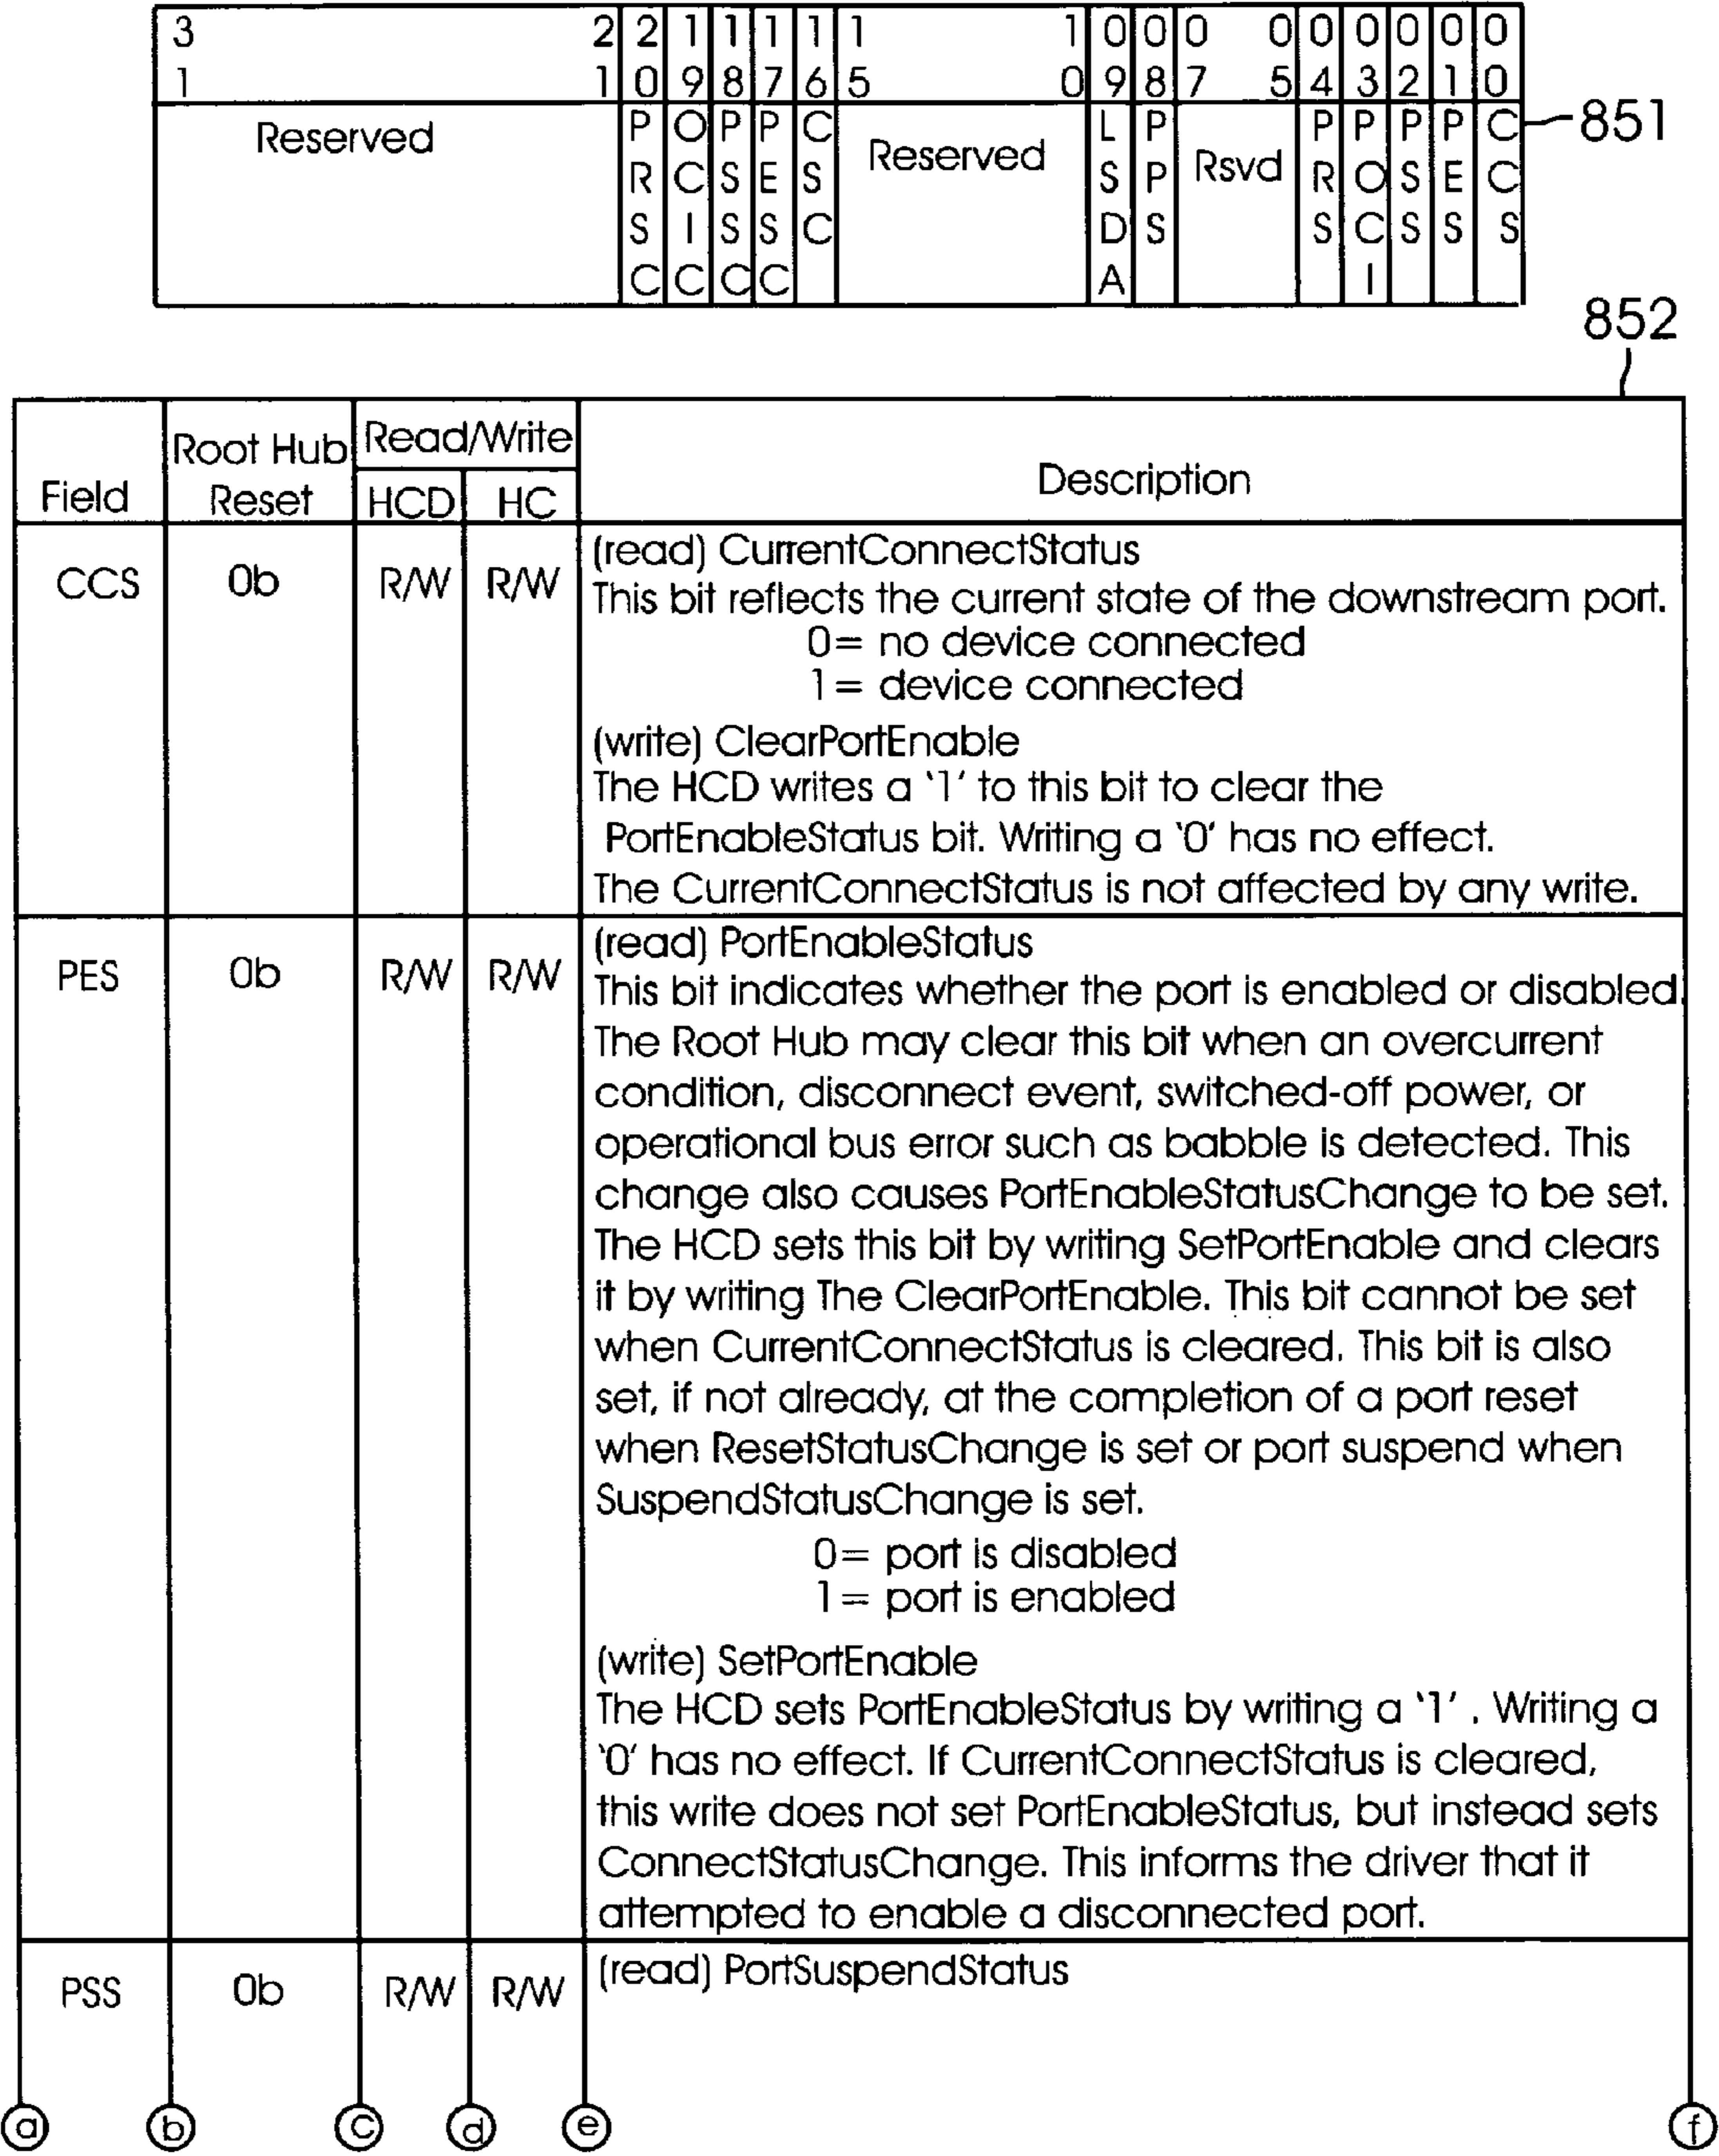 3 2 2 1 1 1 1 1 1 0 0 0 0 0 0 0 0 0
1 1 0 9 8 7 6 5 0 9 8 7 5 4 3 2 1 0
Reserved PRSC OCIC PSSC PESC CSC Reserved LSDA PPS Rsvd PRS POCI PSS PES CCS
851
852
Field Root Hub Reset Read/Write Description
HCD HC
CCS 0b R/W R/W (read) CurrentConnectStatus
This bit reflects the current state of the downstream port.
0= no device connected
1= device connected
(write) ClearPortEnable
The HCD writes a ‘1’ to this bit to clear the
PortEnableStatus bit. Writing a ‘0’ has no effect.
The CurrentConnectStatus is not affected by any write.
PES 0b R/W R/W (read) PortEnableStatus
This bit indicates whether the port is enabled or disabled.
The Root Hub may clear this bit when an overcurrent
condition, disconnect event, switched-off power, or
operational bus error such as babble is detected. This
change also causes PortEnableStatusChange to be set.
The HCD sets this bit by writing SetPortEnable and clears
it by writing The ClearPortEnable. This bit cannot be set
when CurrentConnectStatus is cleared. This bit is also
set, if not already, at the completion of a port reset
when ResetStatusChange is set or port suspend when
SuspendStatusChange is set.
0= port is disabled
1= port is enabled
(write) SetPortEnable
The HCD sets PortEnableStatus by writing a ‘1’ . Writing a
‘0’ has no effect. If CurrentConnectStatus is cleared,
this write does not set PortEnableStatus, but instead sets
ConnectStatusChange. This informs the driver that it
attempted to enable a disconnected port.
PSS 0b R/W R/W (read) PortSuspendStatus
a b c d e f